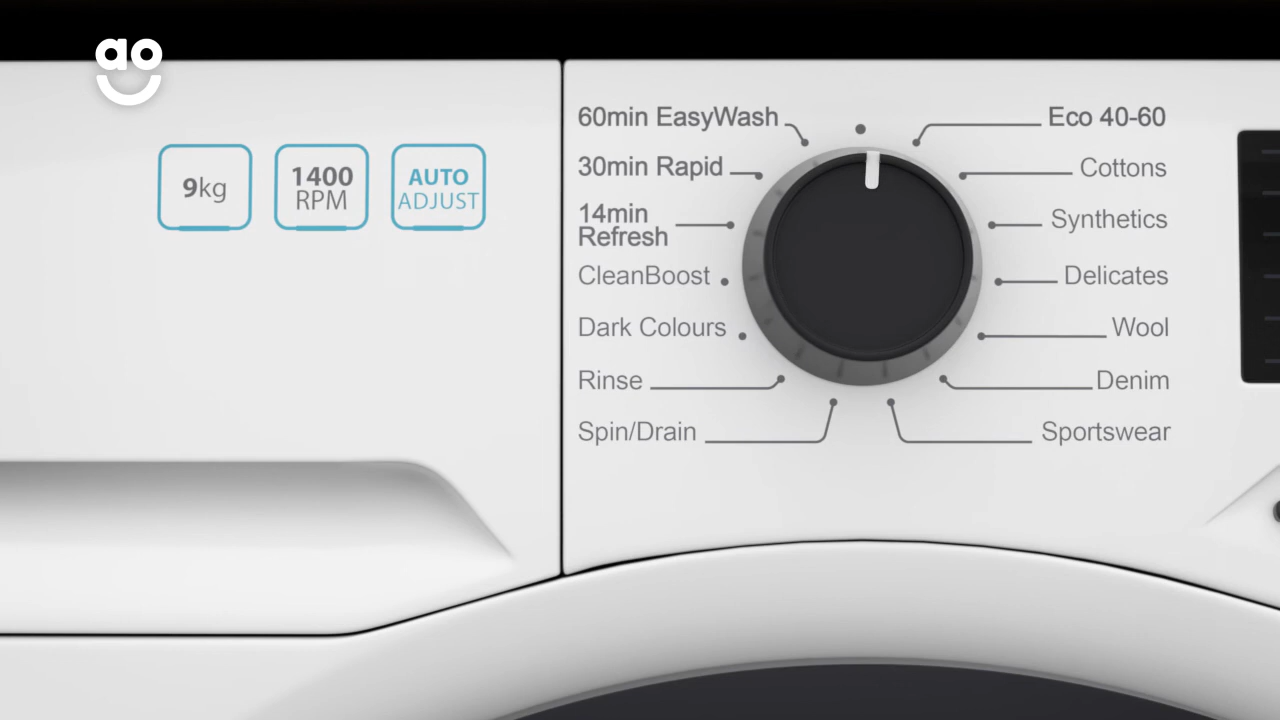 ao
9kg
1400
RPM
AUTO
ADJUST
60min EasyWash
30min Rapid
14min
Refresh
CleanBoost
Dark Colours
Rinse
Spin/Drain
Eco 40-60
Cottons
Synthetics
Delicates
Wool
Denim
Sportswear